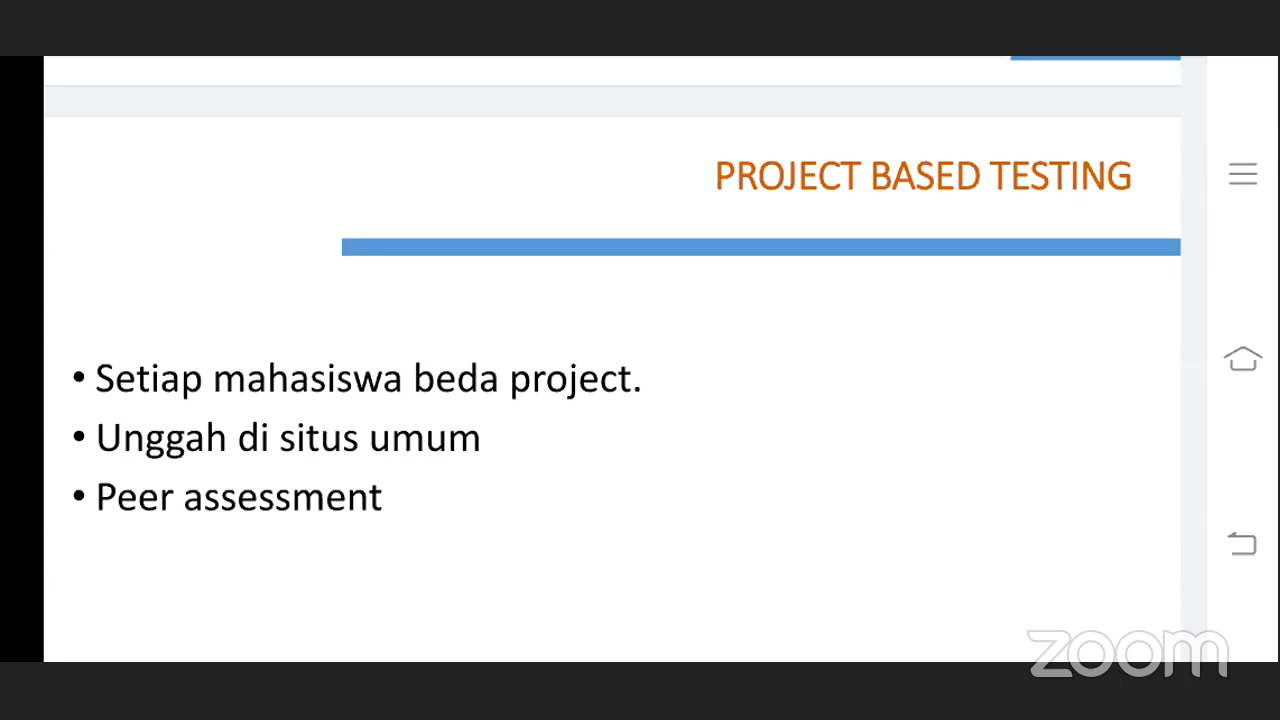 PROJECT BASED TESTING
• Setiap mahasiswa beda project.
• Unggah di situs umum
• Peer assessment
zoom